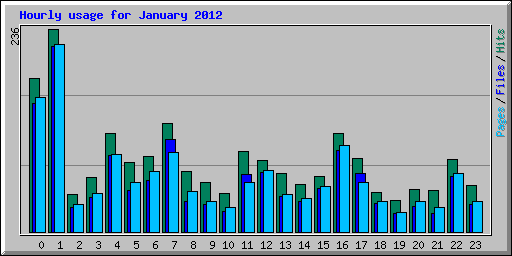 Hourly usage for January 2012
236
Pages / Files / Hits
0 1 2 3 4 5 6 7 8 9 10 11 12 13 14 15 16 17 18 19 20 21 22 23